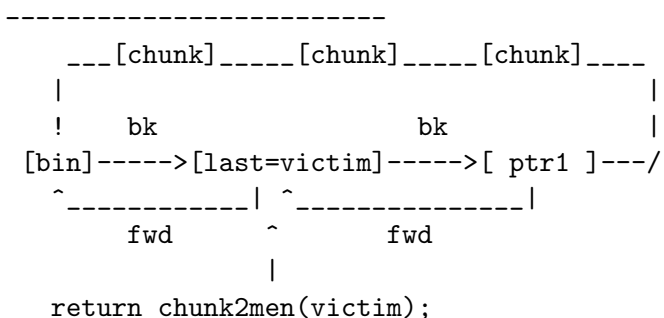 --------------------------
___[chunk]_____[chunk]_____[chunk]____
| |
! bk bk |
[bin]----->[last=victim]----->[ ptr1 ]---/
^____________| ^_______________|
fwd ^ fwd
|
return chunk2men(victim);